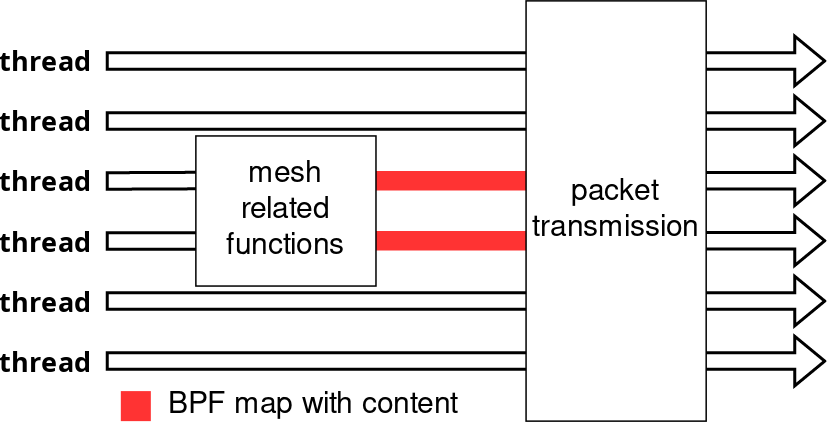 thread
thread
thread
thread
thread
thread
mesh
related
functions
packet
transmission
BPF map with content